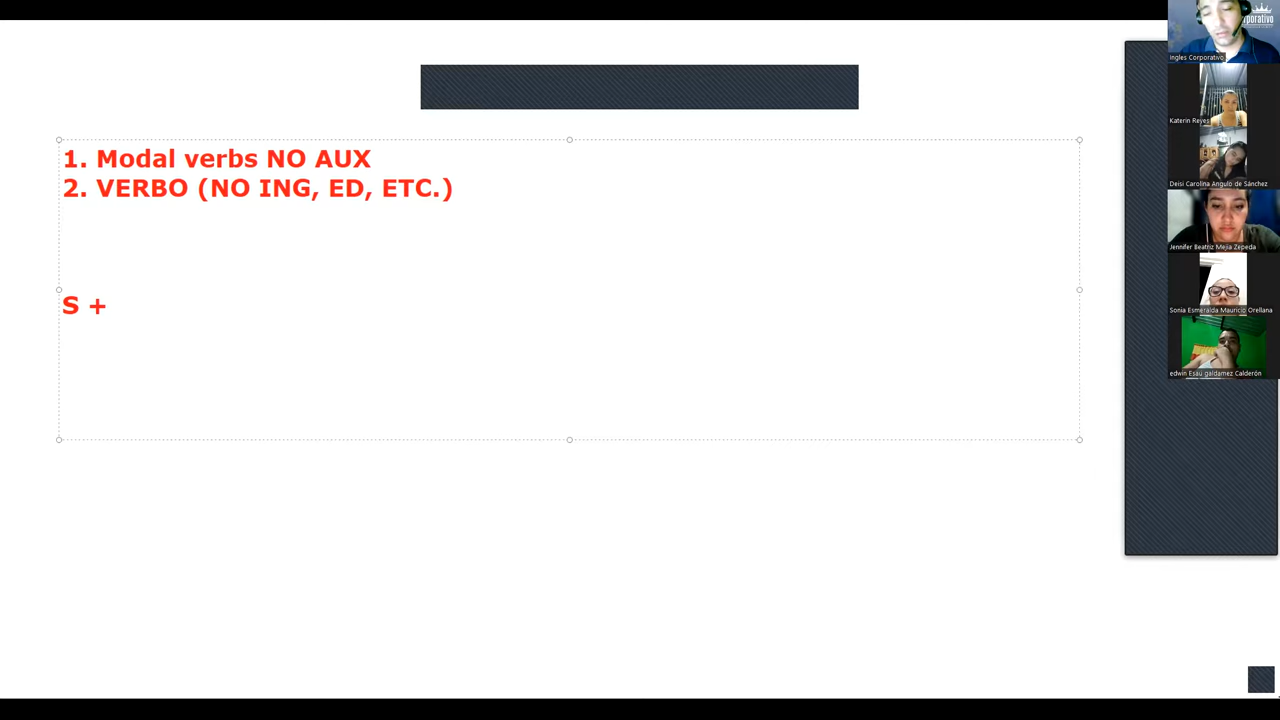 1. Modal verbs NO AUX
2. VERBO (NO ING, ED, ETC.)
S +
Ingles Corporativo
Katerin Reyes
Deisi Carolina Angulo de Sánchez
Jennifer Beatriz Mejia Zepeda
Sonia Esmeralda Mauricio Orellana
edwin Esaú galdamez Calderón